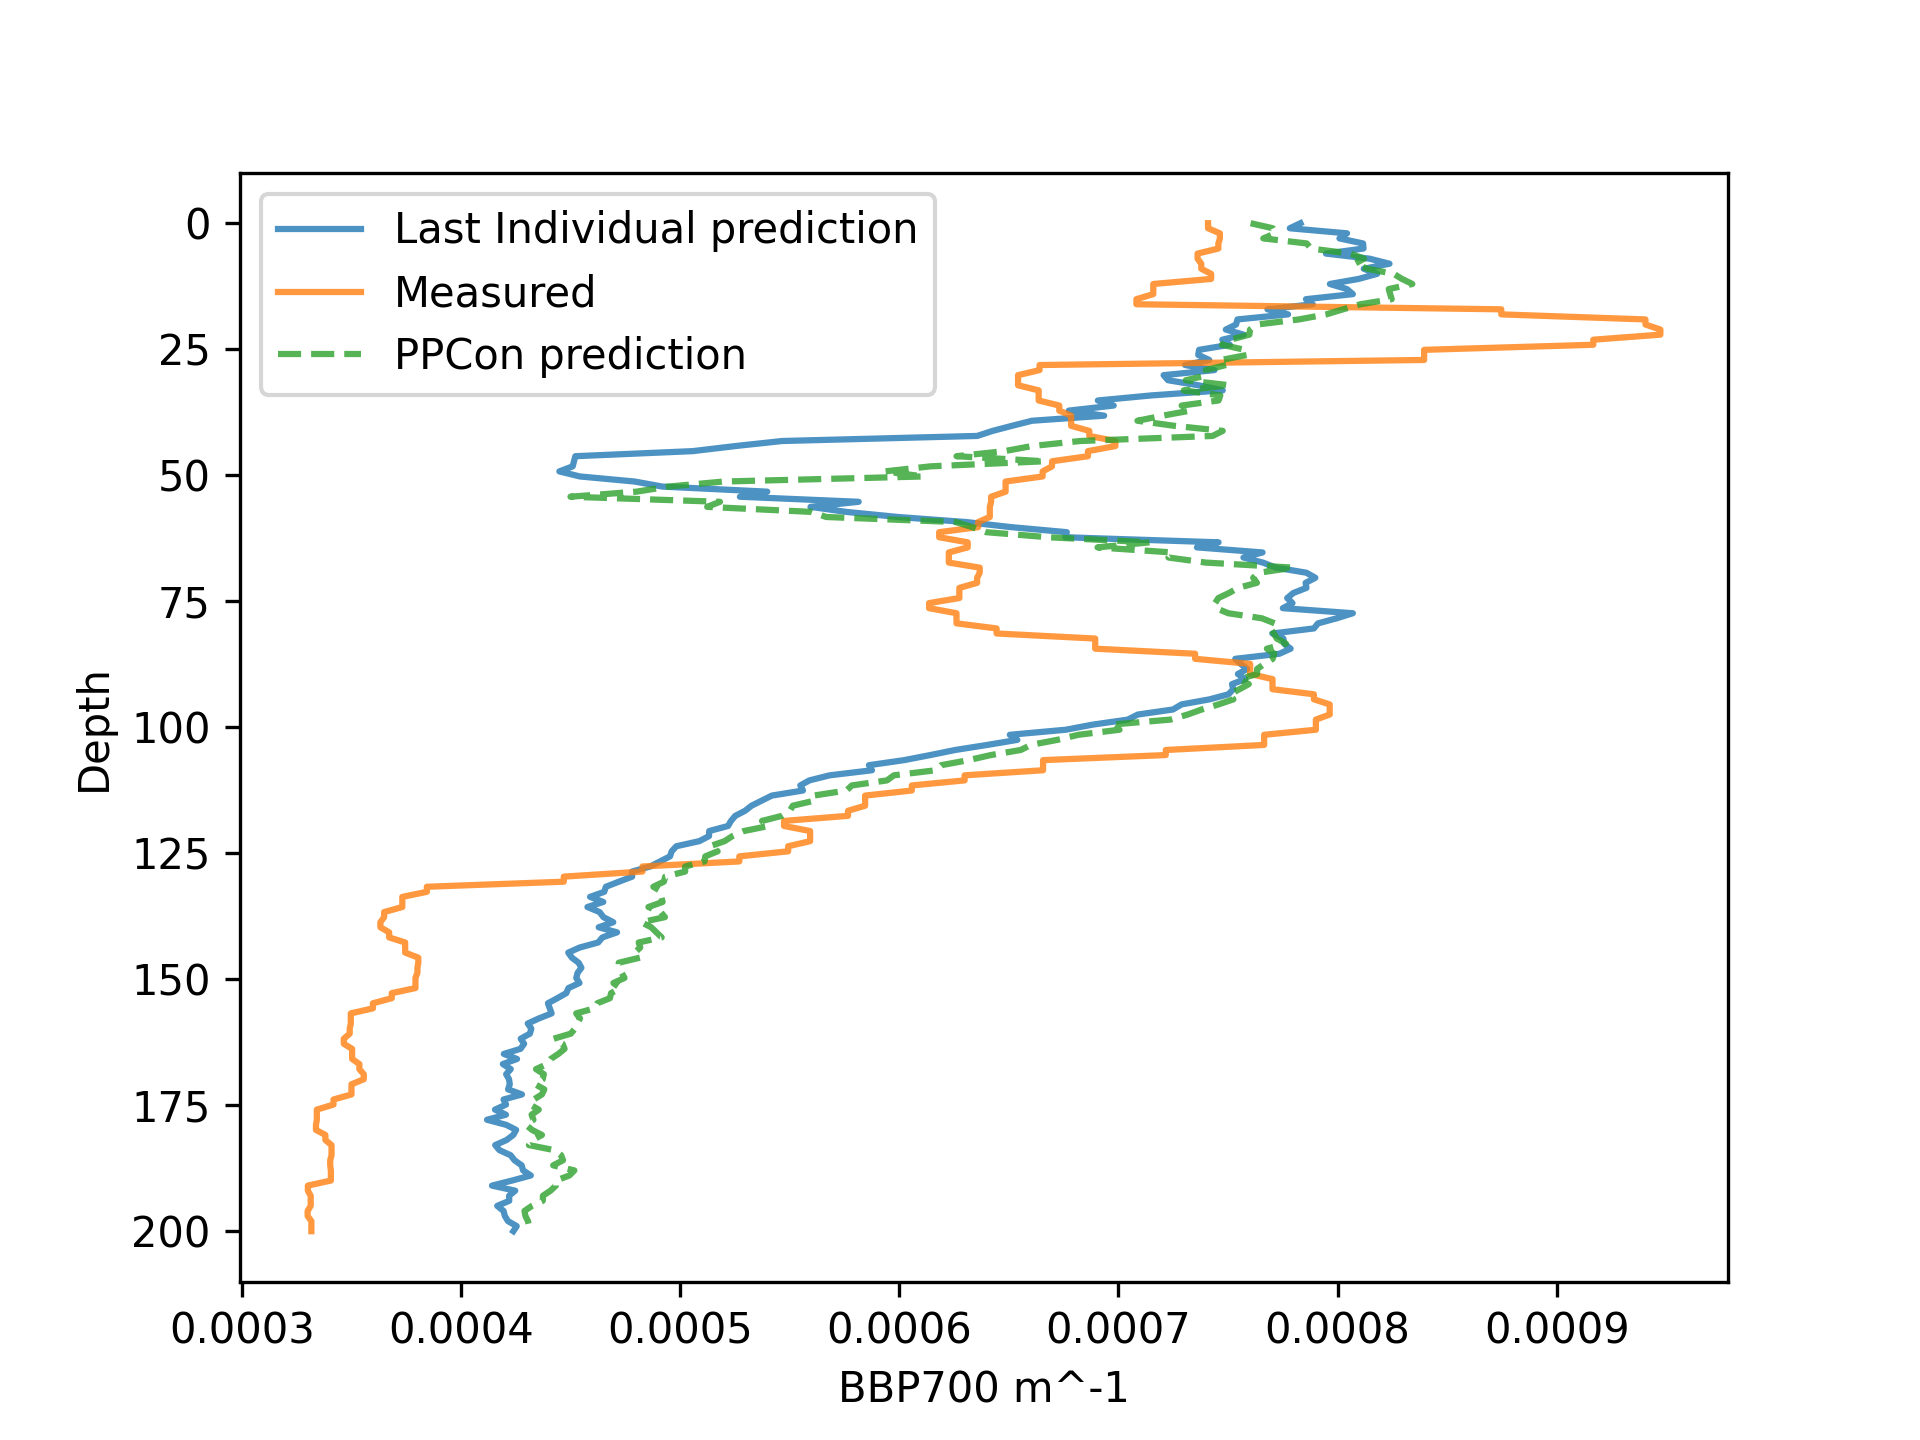 Last Individual prediction
Measured
PPCon prediction
0
25
50
75
100
125
150
175
200
Depth
0.0003 0.0004 0.0005 0.0006 0.0007 0.0008 0.0009
BBP700 m^-1